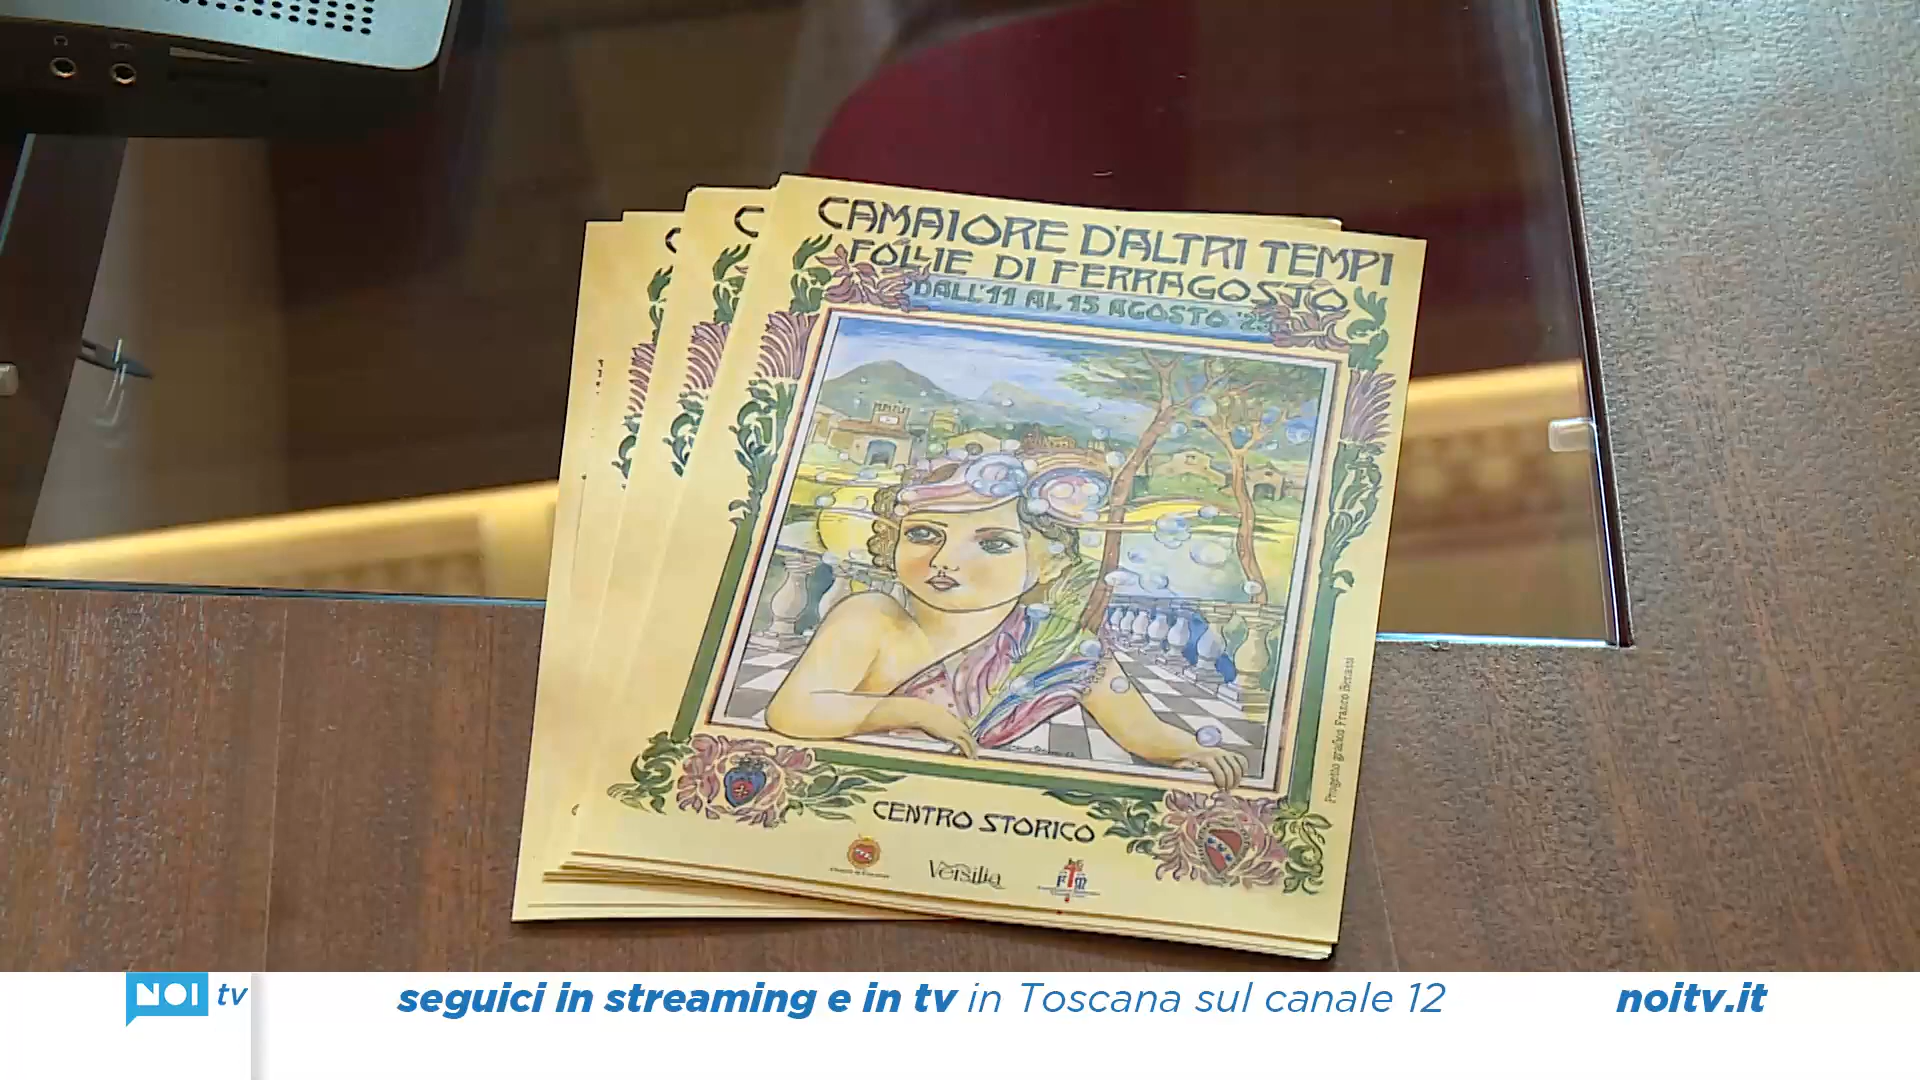 CAMAIORE D'ALTRI TEMPI
FOLLIE DI FERRAGOSTO
DALL'11 AL 15 AGOSTO
Progetto grafico Franco
CENTRO STORICO
Versilia
NOI tv
seguici in streaming e in tv in Toscana sul canale 12
noitv.it